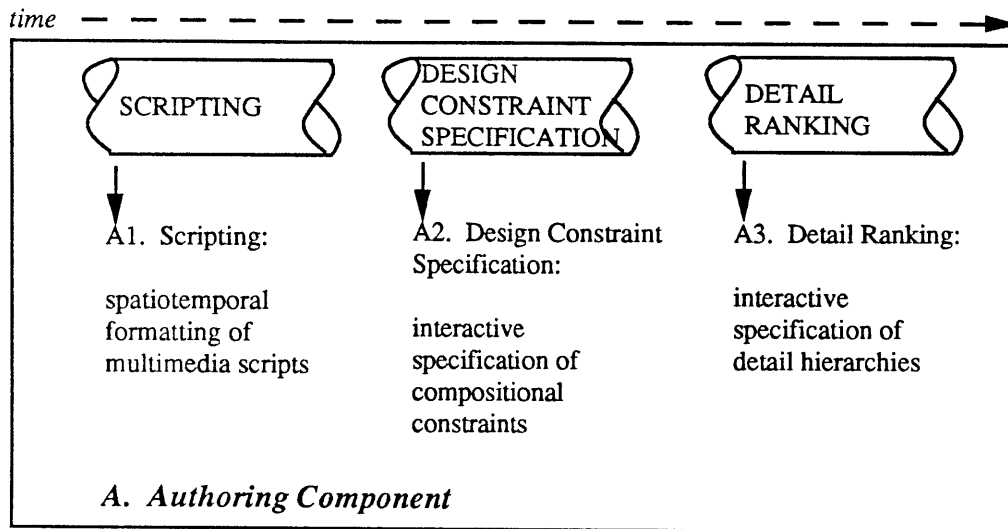 time
SCRIPTING
DESIGN
CONSTRAINT
SPECIFICATION
DETAIL
RANKING
A1. Scripting:
spatiotemporal
formatting of
multimedia scripts
A2. Design Constraint
Specification:
interactive
specification of
compositional
constraints
A3. Detail Ranking:
interactive
specification of
detail hierarchies
A. Authoring Component